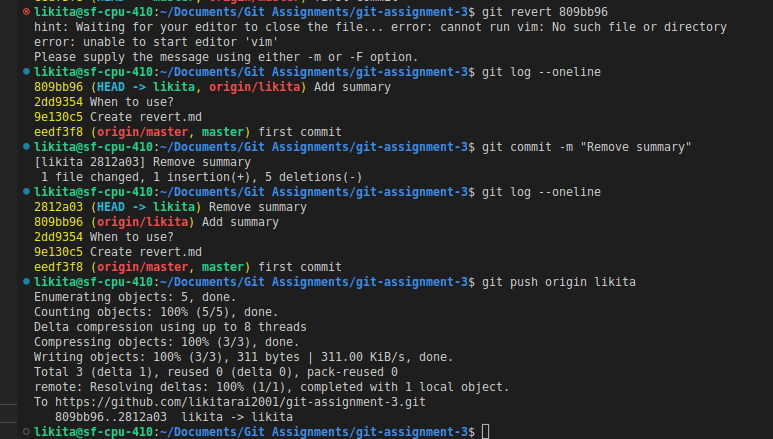 likita@sf-cpu-410:~/Documents/Git Assignments/git-assignment-3$ git revert 809bb96
hint: Waiting for your editor to close the file... error: cannot run vim: No such file or directory
error: unable to start editor 'vim'
Please supply the message using either -m or -F option.
likita@sf-cpu-410:~/Documents/Git Assignments/git-assignment-3$ git log --oneline
809bb96 (HEAD -> likita, origin/likita) Add summary
2dd9354 When to use?
9e130c5 Create revert.md
eedf3f8 (origin/master, master) first commit
likita@sf-cpu-410:~/Documents/Git Assignments/git-assignment-3$ git commit -m "Remove summary"
[likita 2812a03] Remove summary
 1 file changed, 1 insertion(+), 5 deletions(-)
likita@sf-cpu-410:~/Documents/Git Assignments/git-assignment-3$ git log --oneline
2812a03 (HEAD -> likita) Remove summary
809bb96 (origin/likita) Add summary
2dd9354 When to use?
9e130c5 Create revert.md
eedf3f8 (origin/master, master) first commit
likita@sf-cpu-410:~/Documents/Git Assignments/git-assignment-3$ git push origin likita
Enumerating objects: 5, done.
Counting objects: 100% (5/5), done.
Delta compression using up to 8 threads
Compressing objects: 100% (3/3), done.
Writing objects: 100% (3/3), 311 bytes | 311.00 KiB/s, done.
Total 3 (delta 1), reused 0 (delta 0), pack-reused 0
remote: Resolving deltas: 100% (1/1), completed with 1 local object.
To https://github.com/likitarai2001/git-assignment-3.git
   809bb96..2812a03  likita -> likita
likita@sf-cpu-410:~/Documents/Git Assignments/git-assignment-3$